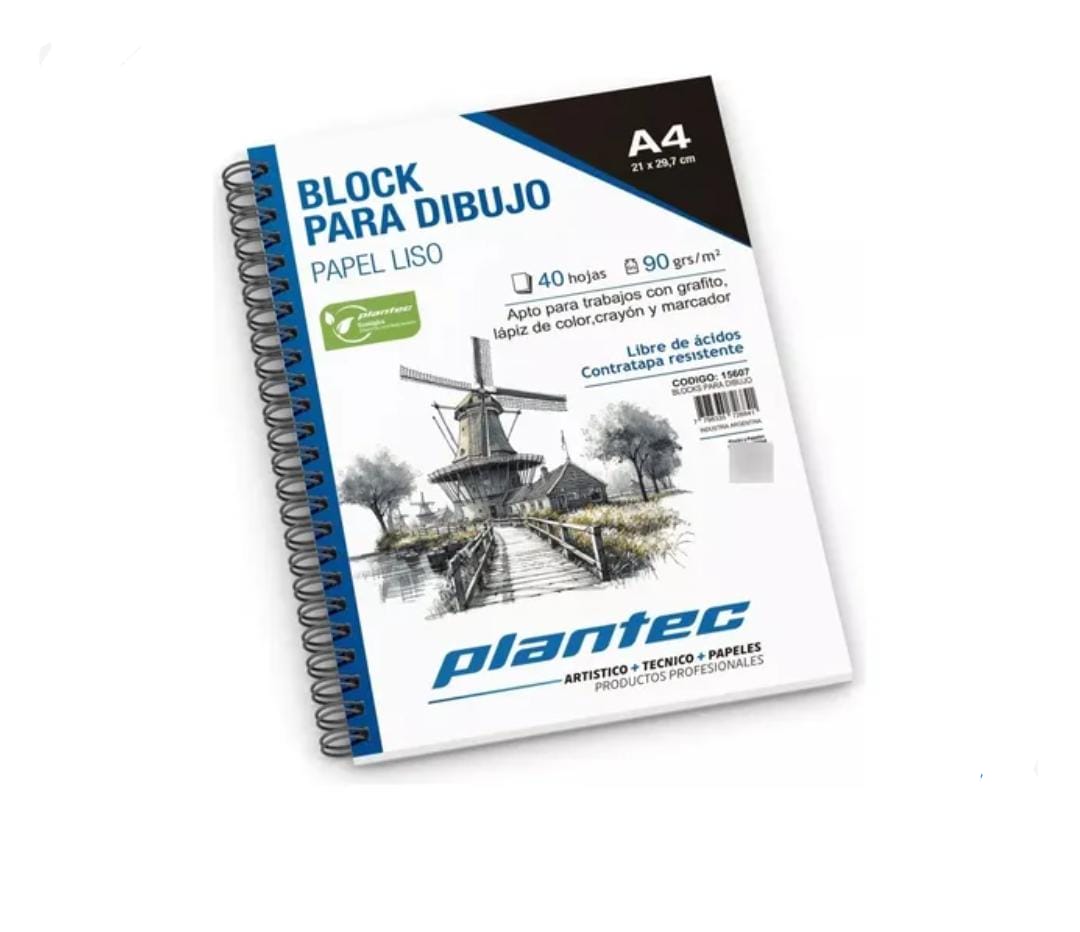 A4
21 x 29,7 cm
BLOCK
PARA DIBUJO
PAPEL LISO
40 hojas
90 grs/m²
Apto para trabajos con grafito,
lápiz de color,crayón y marcador
plantec
Ecológico
Libre de ácidos
Contratapa resistente
CODIGO: 15607
BLOCKS PARA DIBUJO
INDUSTRIA ARGENTINA
plantec
ARTISTICO + TECNICO + PAPELES
PRODUCTOS PROFESIONALES